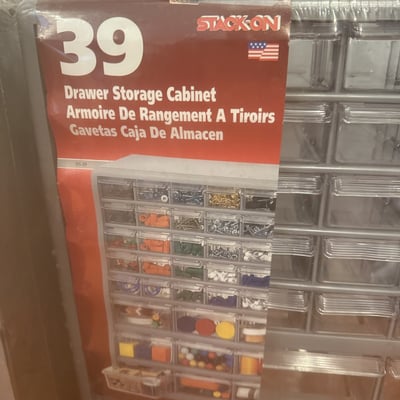 39
STACK-ON
Drawer Storage Cabinet
Armoire De Rangement A Tiroirs
Gavetas Caja De Almacen